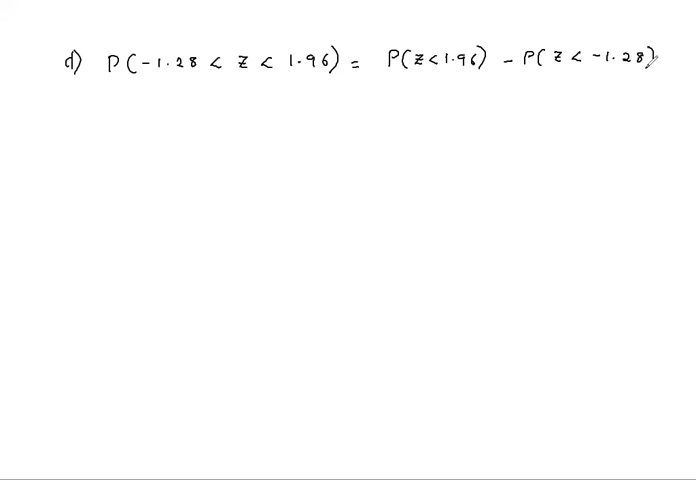 d) P(-1.28 < Z < 1.96) = P(Z<1.96) - P(Z < -1.28)